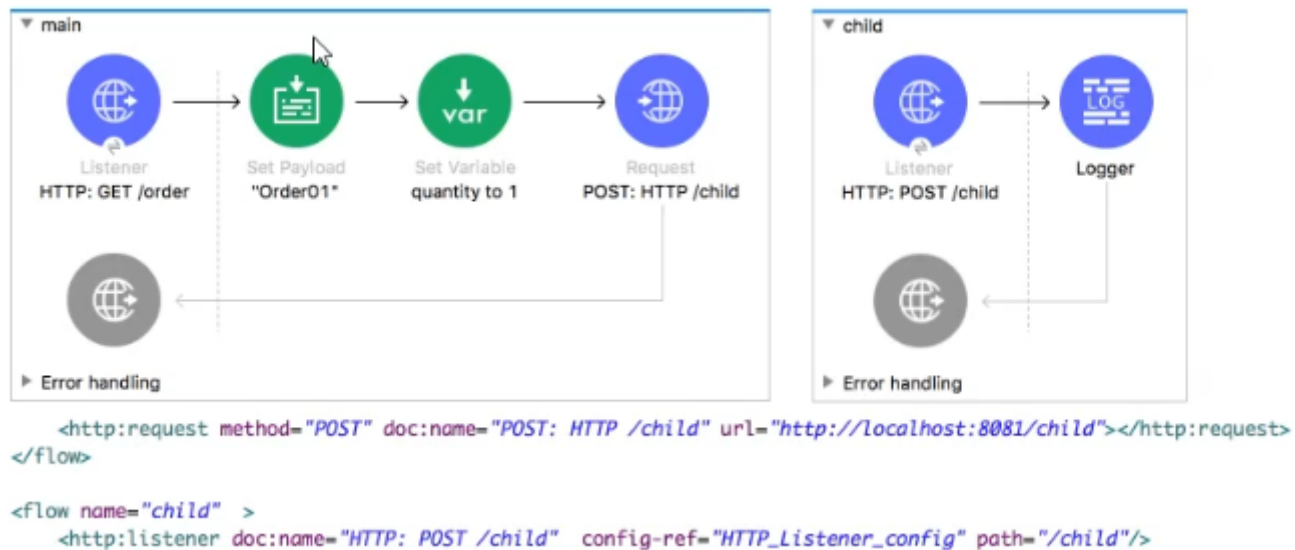 main
child
var
LOG
Listener
Set Payload
Set Variable
Request
Listener
Logger
HTTP: GET /order
"Order01"
quantity to 1
POST: HTTP /child
HTTP: POST /child
Error handling
Error handling
<http:request method="POST" doc:name="POST: HTTP /child" url="http://localhost:8081/child"></http:request>
</flow>
<flow name="child" >
<http:listener doc:name="HTTP: POST /child" config-ref="HTTP_Listener_config" path="/child"/>